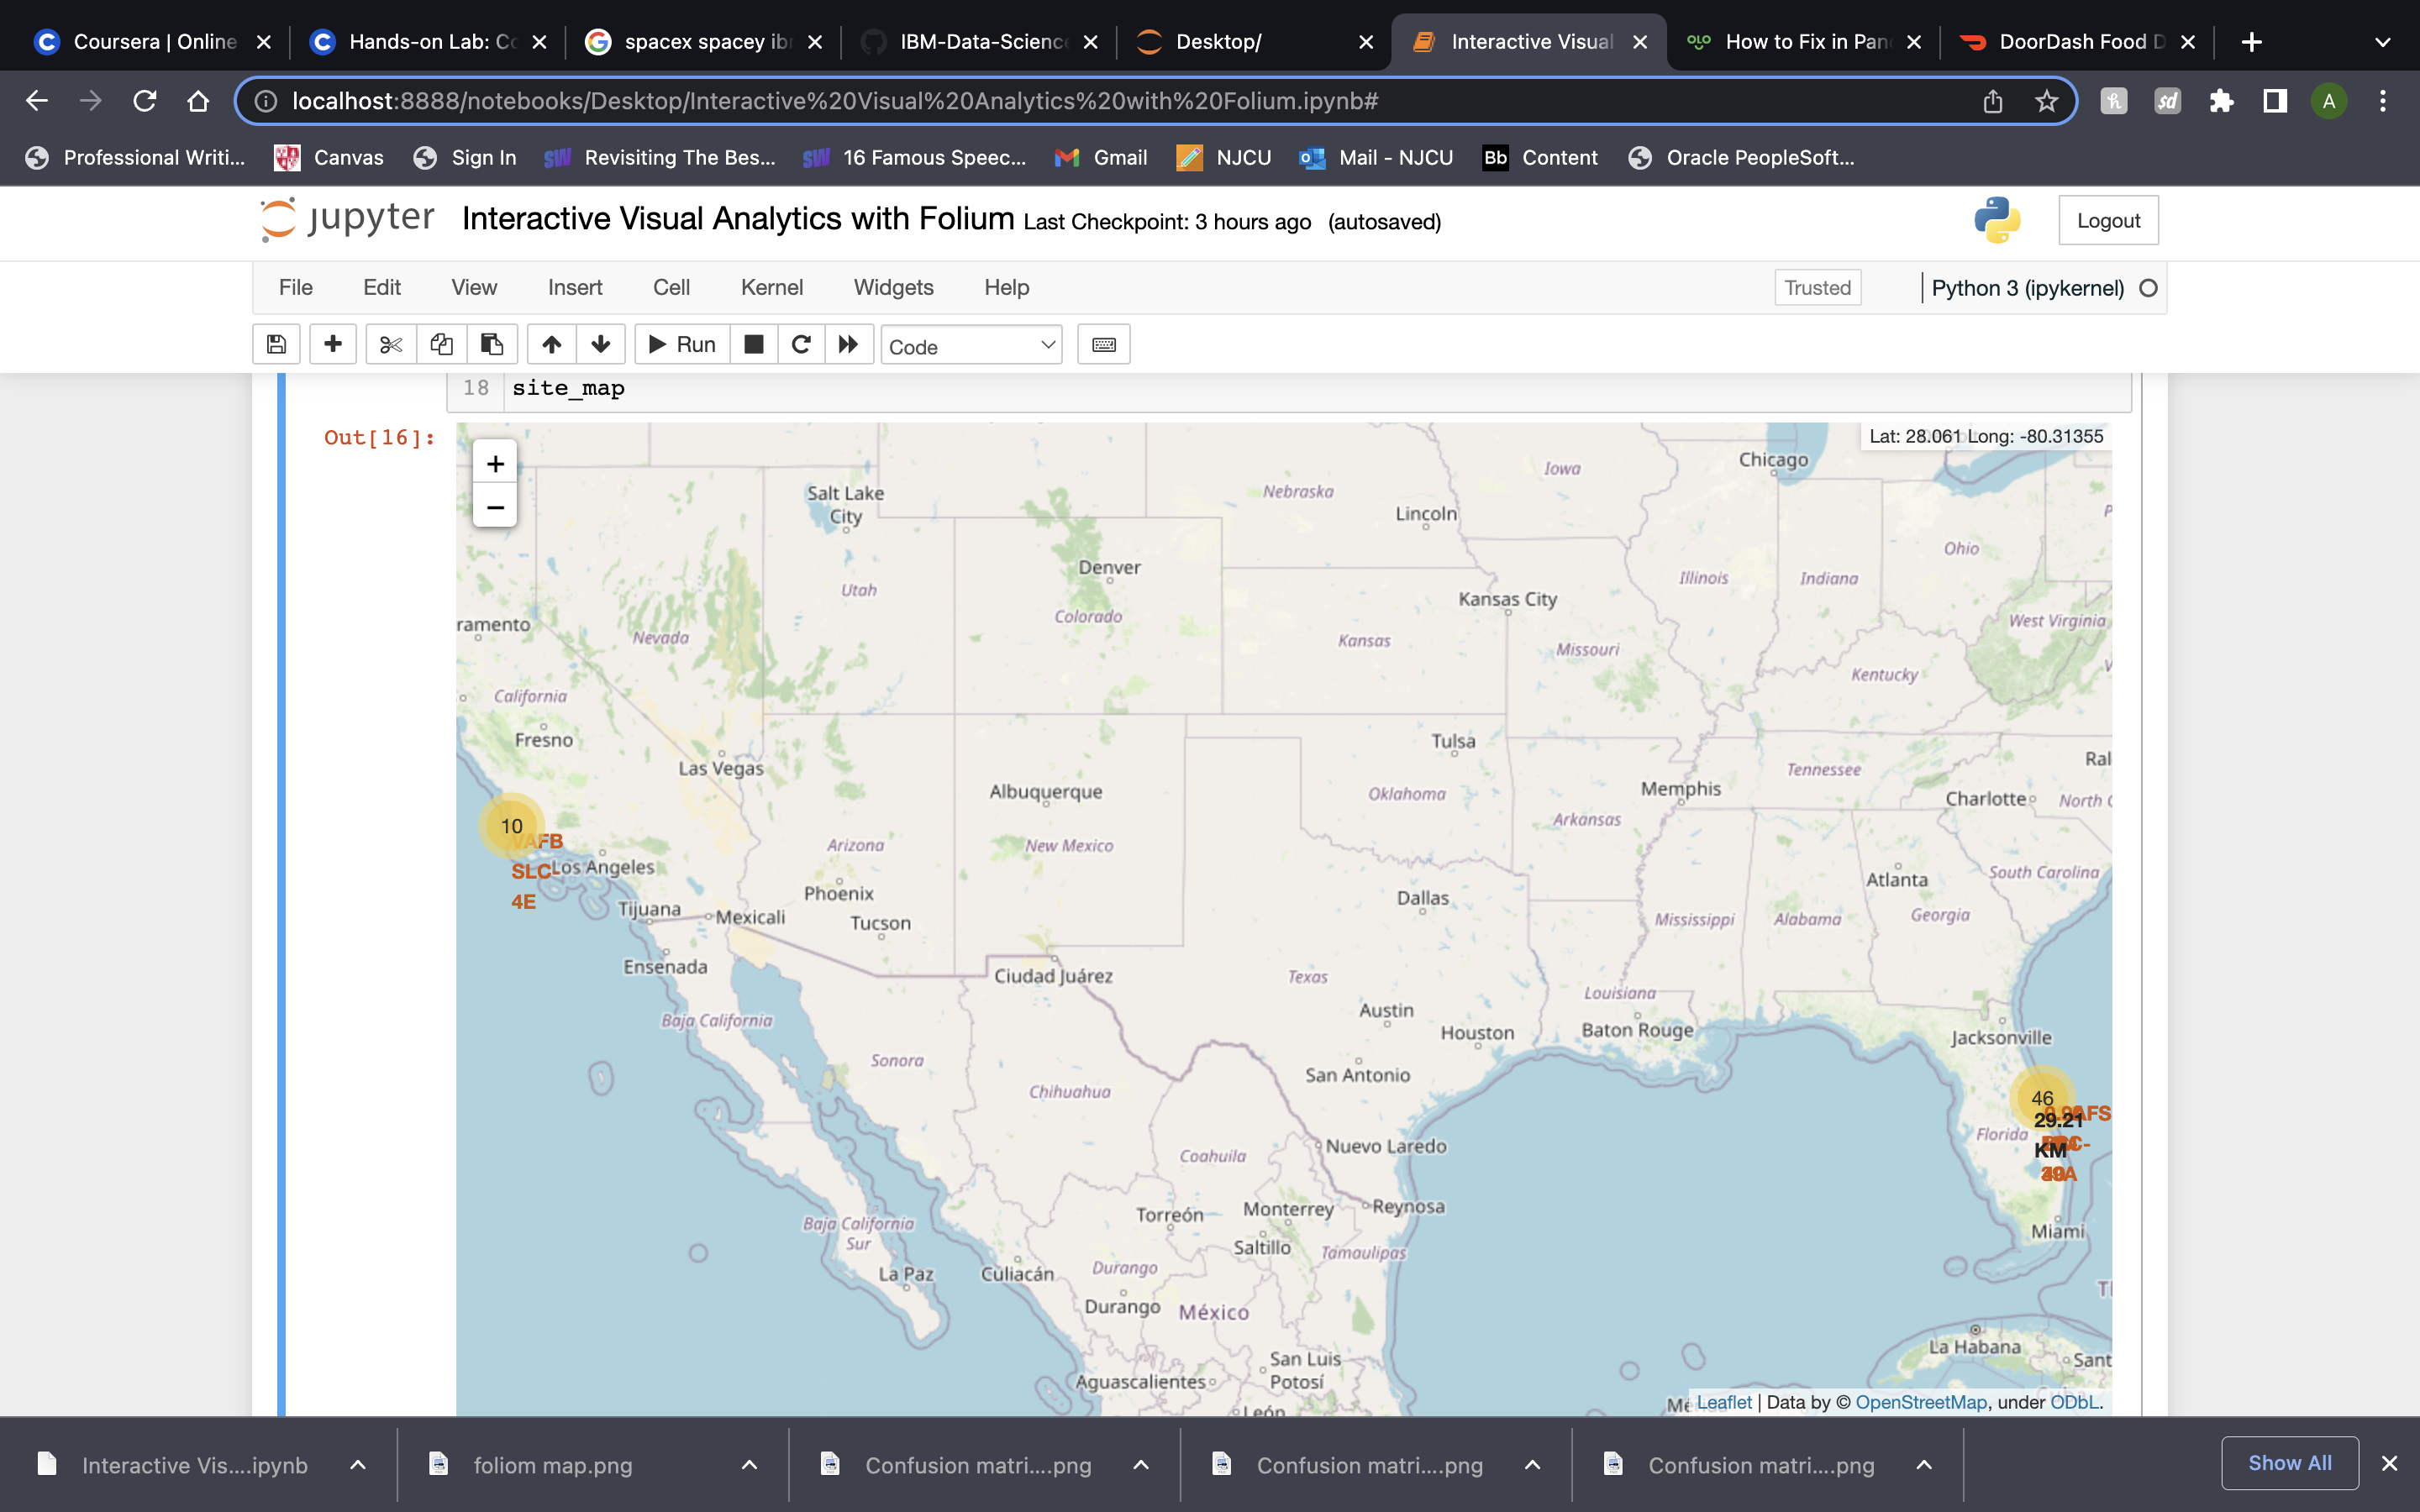 Coursera | Online
Hands-on Lab: Co
spacex spacey ibr
IBM-Data-Science
Desktop/
Interactive Visual
How to Fix in Pan
DoorDash Food D
localhost:8888/notebooks/Desktop/Interactive%20Visual%20Analytics%20with%20Folium.ipynb#
A
Professional Writi...
Canvas
Sign In
Revisiting The Bes...
16 Famous Speec...
Gmail
NJCU
Mail - NJCU
Bb Content
Oracle PeopleSoft...
jupyter Interactive Visual Analytics with Folium Last Checkpoint: 3 hours ago (autosaved)
Logout
File Edit View Insert Cell Kernel Widgets Help
Trusted
Python 3 (ipykernel)
Run
Code
18 site_map
Out[16]:
+
−
Lat: 28.061 Long: -80.31355
Chicago
Iowa
Nebraska
Salt Lake
City
Lincoln
Ohio
Denver
Utah
Illinois
Indiana
Colorado
Kansas City
ramento
West Virginia
Nevada
Kansas
Missouri
Kentucky
California
Fresno
Las Vegas
Tulsa
Ral
Tennessee
Albuquerque
Oklahoma
Memphis
Charlotte
North C
10
VAFB
SLC-
4E
Los Angeles
Arizona
New Mexico
Arkansas
Phoenix
Atlanta
South Carolina
Dallas
Tijuana
Mexicali
Tucson
Mississippi
Alabama
Georgia
Ensenada
Ciudad Juárez
Texas
Louisiana
Baja California
Austin
Houston
Baton Rouge
Jacksonville
Sonora
San Antonio
Chihuahua
46
29.21
KM
Florida
Coahuila
Nuevo Laredo
Torreón
Monterrey
Reynosa
Baja California
Sur
Saltillo
Tamaulipas
Miami
La Paz
Culiacán
Durango
Durango
México
La Habana
San Luis
Potosí
Sant
Aguascalientes
León
Leaflet | Data by © OpenStreetMap, under ODbL.
Interactive Vis....ipynb
foliom map.png
Confusion matri....png
Confusion matri....png
Confusion matri....png
Show All